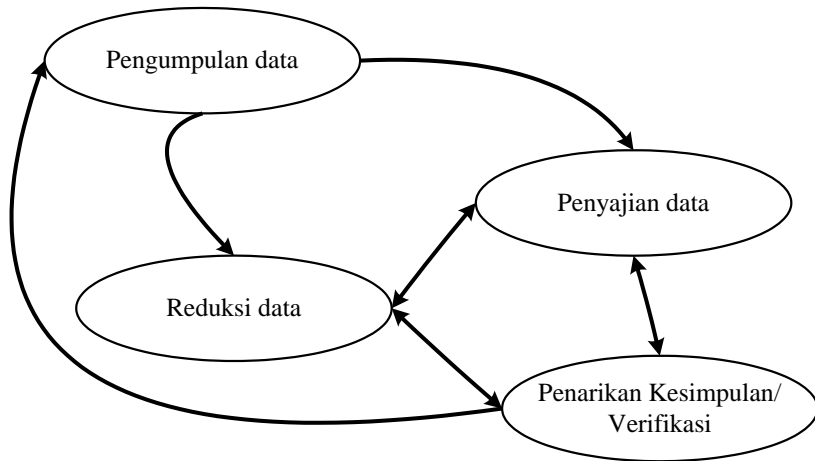 Pengumpulan data
Penyajian data
Reduksi data
Penarikan Kesimpulan/
Verifikasi